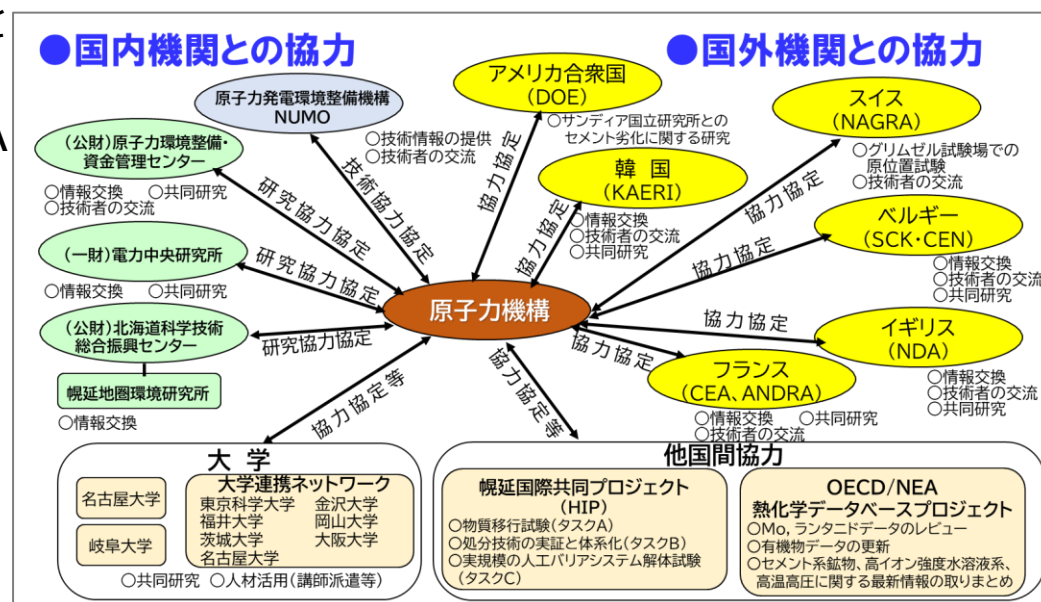 ●国内機関との協力
●国外機関との協力
原子力発電環境整備機構
NUMO
○技術情報の提供
○技術者の交流
技術協力協定
(公財)原子力環境整備・
資金管理センター
○情報交換 ○共同研究
○技術者の交流
研究協力協定
(一財)電力中央研究所
○情報交換 ○共同研究
研究協力協定
(公財)北海道科学技術
総合振興センター
研究協力協定
幌延地圏環境研究所
○情報交換
原子力機構
アメリカ合衆国
(DOE)
○サンディア国立研究所との
セメント劣化に関する研究
協力協定
韓国
(KAERI)
○情報交換
○技術者の交流
○共同研究
協力協定
スイス
(NAGRA)
○グリムゼル試験場での
原位置試験
○技術者の交流
協力協定
ベルギー
(SCK・CEN)
○情報交換
○技術者の交流
○共同研究
協力協定
イギリス
(NDA)
○情報交換
○技術者の交流
○共同研究
協力協定
フランス
(CEA、ANDRA)
○情報交換 ○共同研究
○技術者の交流
協力協定
協力協定等
大学
名古屋大学
岐阜大学
大学連携ネットワーク
東京科学大学 金沢大学
福井大学 岡山大学
茨城大学 大阪大学
名古屋大学
○共同研究 ○人材活用(講師派遣等)
協力協定等
他国間協力
幌延国際共同プロジェクト
(HIP)
○物質移行試験(タスクA)
○処分技術の実証と体系化(タスクB)
○実規模の人工バリアシステム解体試験
(タスクC)
OECD/NEA
熱化学データベースプロジェクト
○Mo,ランタニドデータのレビュー
○有機物データの更新
○セメント系鉱物、高イオン強度水溶液系、
高温高圧に関する最新情報の取りまとめ